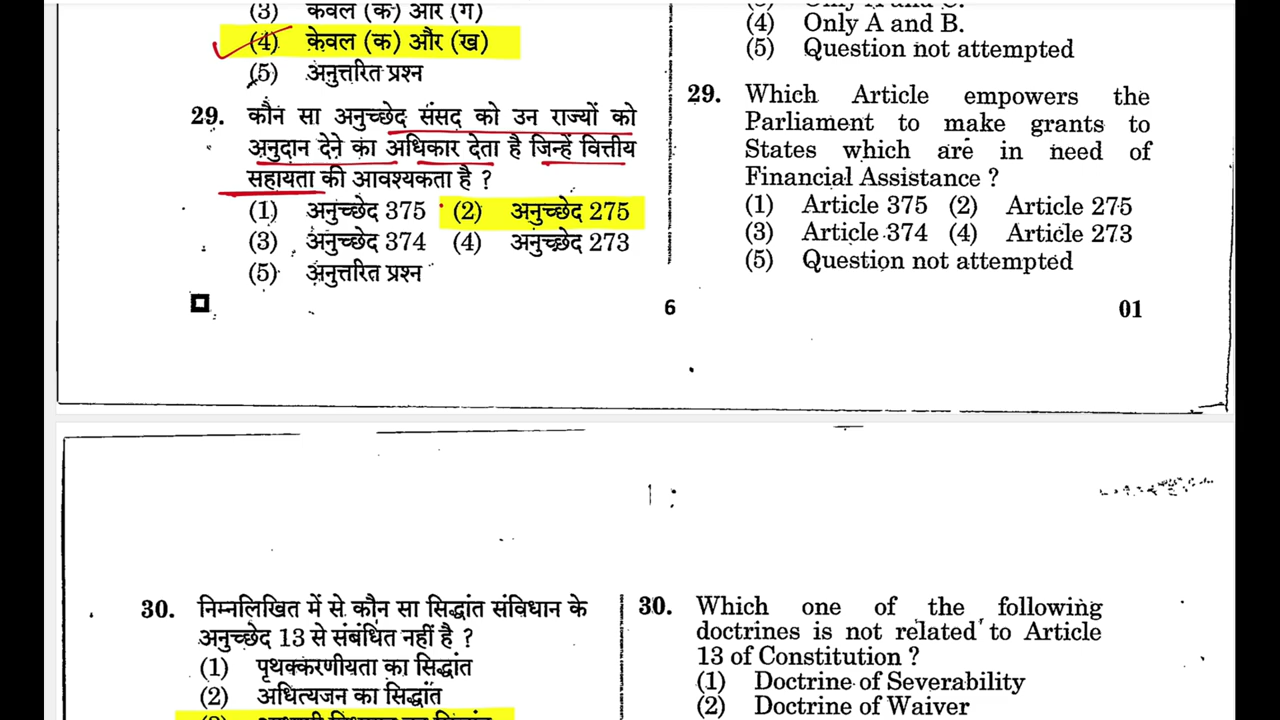 (3) केवल (क) और (ग)
(4) केवल (क) और (ख)
(5) अनुत्तरित प्रश्न
29. कौन सा अनुच्छेद संसद को उन राज्यों को
अनुदान देने का अधिकार देता है जिन्हें वित्तीय
सहायता की आवश्यकता है ?
(1) अनुच्छेद 375 (2) अनुच्छेद 275
(3) अनुच्छेद 374 (4) अनुच्छेद 273
(5) अनुत्तरित प्रश्न
(4) Only A and B.
(5) Question not attempted
29. Which Article empowers the
Parliament to make grants to
States which are in need of
Financial Assistance ?
(1) Article 375 (2) Article 275
(3) Article 374 (4) Article 273
(5) Question not attempted
6
01
30. निम्नलिखित में से कौन सा सिद्धांत संविधान के
अनुच्छेद 13 से संबंधित नहीं है ?
(1) पृथक्करणीयता का सिद्धांत
(2) अधित्यजन का सिद्धांत
30. Which one of the following
doctrines is not related to Article
13 of Constitution ?
(1) Doctrine of Severability
(2) Doctrine of Waiver